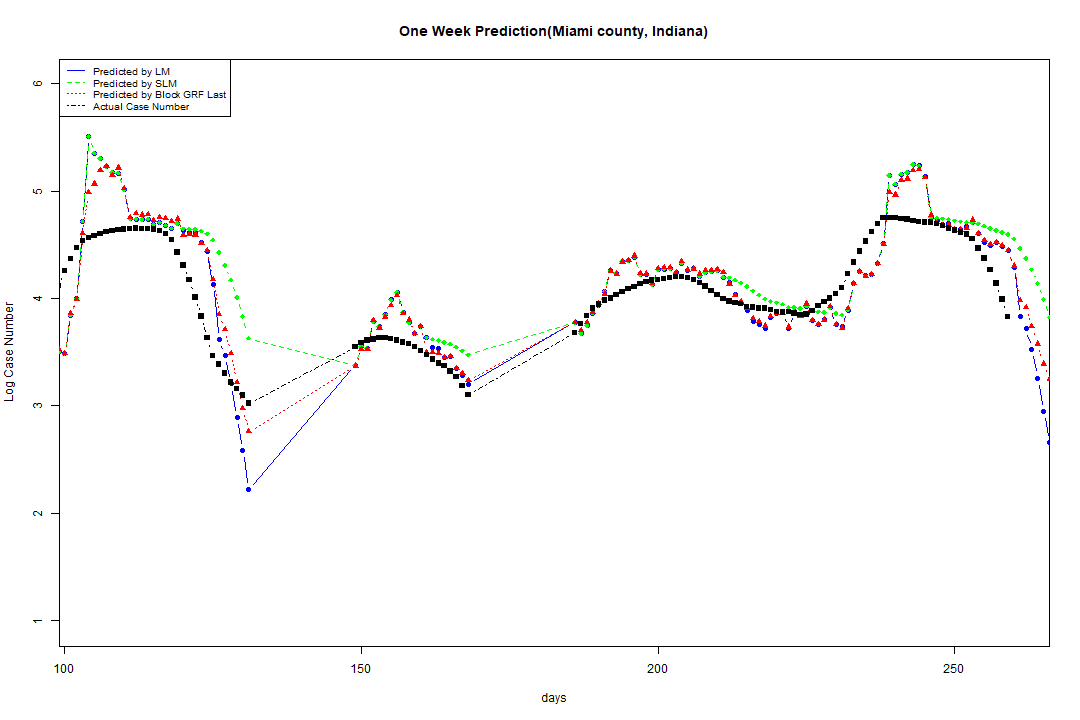 One Week Prediction(Miami county, Indiana)
Predicted by LM
Predicted by SLM
Predicted by Block GRF Last
Actual Case Number
6
5
4
3
2
1
Log Case Number
100 150 200 250
days